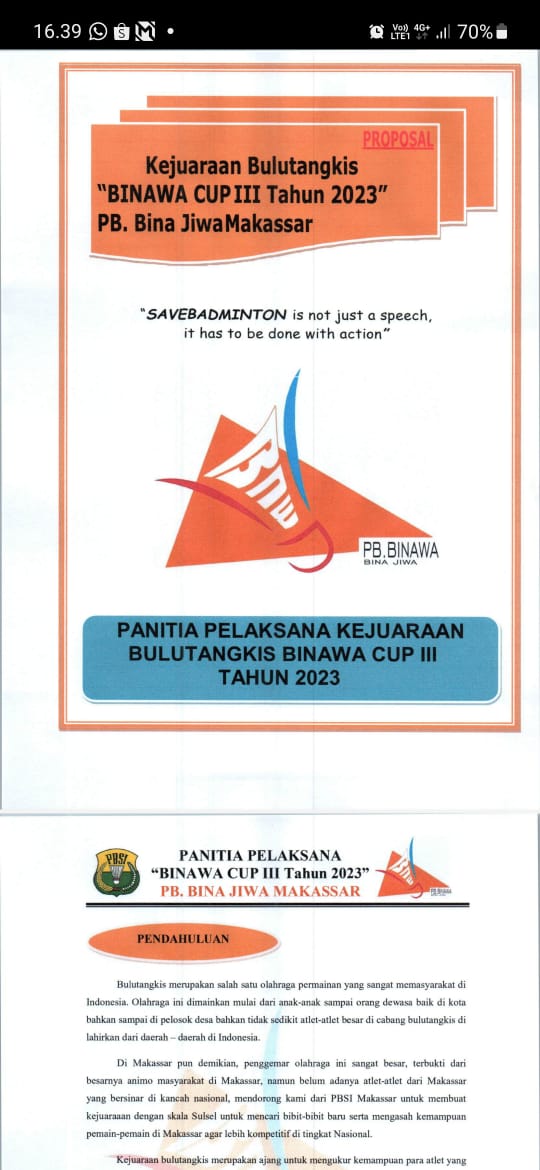 16.39
Vo)) 4G+
LTE1
70%
PROPOSAL
Kejuaraan Bulutangkis
“BINAWA CUP III Tahun 2023”
PB. Bina Jiwa Makassar
“SAVEBADMINTON is not just a speech,
it has to be done with action”
Bnw
PB.BINAWA
BINA JIWA
PANITIA PELAKSANA KEJUARAAN
BULUTANGKIS BINAWA CUP III
TAHUN 2023
PBSI
PANITIA PELAKSANA
“BINAWA CUP III Tahun 2023”
PB. BINA JIWA MAKASSAR
Bnw
PB.BINAWA
PENDAHULUAN
Bulutangkis merupakan salah satu olahraga permainan yang sangat memasyarakat di
Indonesia. Olahraga ini dimainkan mulai dari anak-anak sampai orang dewasa baik di kota
bahkan sampai di pelosok desa bahkan tidak sedikit atlet-atlet besar di cabang bulutangkis di
lahirkan dari daerah – daerah di Indonesia.
Di Makassar pun demikian, penggemar olahraga ini sangat besar, terbukti dari
besarnya animo masyarakat di Makassar, namun belum adanya atlet-atlet dari Makassar
yang bersinar di kancah nasional, mendorong kami dari PBSI Makassar untuk membuat
kejuaraaan dengan skala Sulsel untuk mencari bibit-bibit baru serta mengasah kemampuan
pemain-pemain di Makassar agar lebih kompetitif di tingkat Nasional.
Kejuaraan bulutangkis merupakan ajang untuk mengukur kemampuan para atlet yang